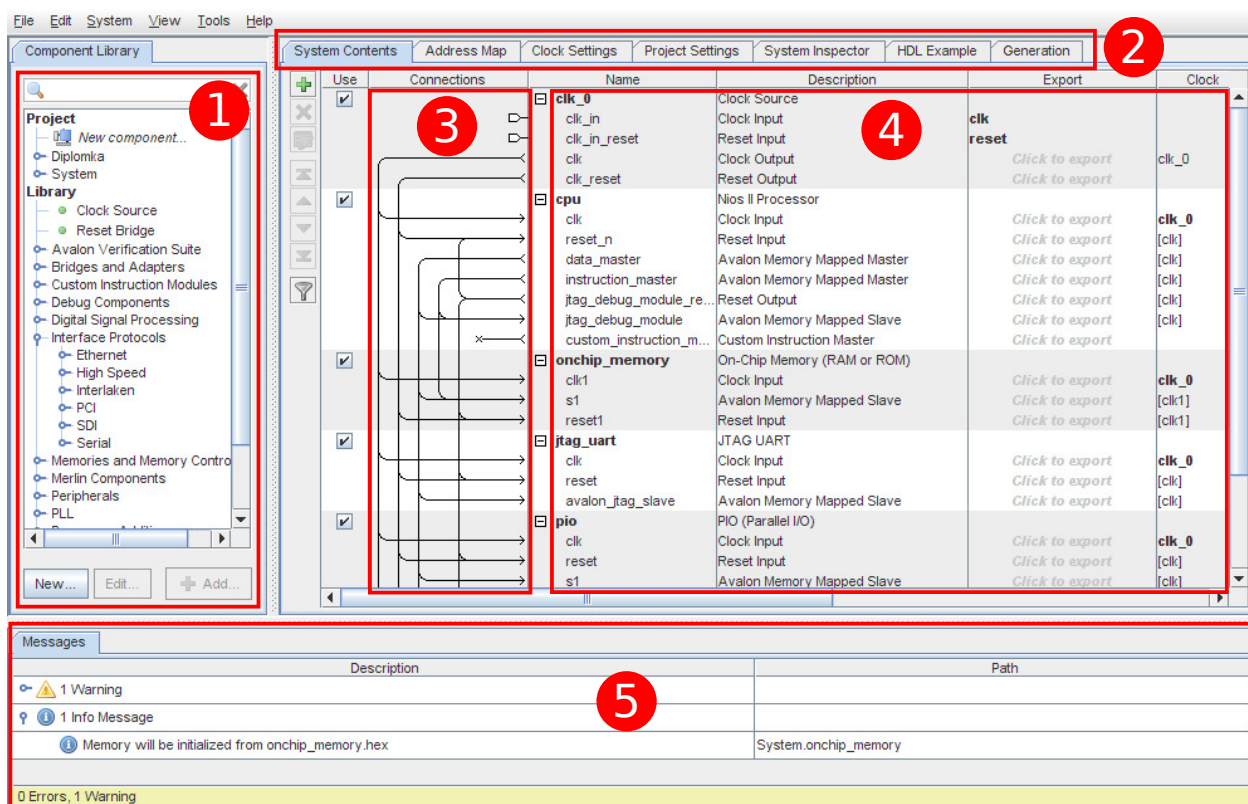 File Edit System View Tools Help
Component Library
1
Project
New component...
Diplomka
System
Library
Clock Source
Reset Bridge
Avalon Verification Suite
Bridges and Adapters
Custom Instruction Modules
Debug Components
Digital Signal Processing
Interface Protocols
Ethernet
High Speed
Interlaken
PCI
SDI
Serial
Memories and Memory Contro
Merlin Components
Peripherals
PLL
New... Edit... Add...
System Contents Address Map Clock Settings Project Settings System Inspector HDL Example Generation
2
Use Connections Name Description Export Clock
3
4
clk_0 Clock Source
clk_in Clock Input clk
clk_in_reset Reset Input reset
clk Clock Output Click to export clk_0
clk_reset Reset Output Click to export
cpu Nios II Processor
clk Clock Input Click to export clk_0
reset_n Reset Input Click to export [clk]
data_master Avalon Memory Mapped Master Click to export [clk]
instruction_master Avalon Memory Mapped Master Click to export [clk]
jtag_debug_module_re... Reset Output Click to export [clk]
jtag_debug_module Avalon Memory Mapped Slave Click to export [clk]
custom_instruction_m... Custom Instruction Master Click to export
onchip_memory On-Chip Memory (RAM or ROM)
clk1 Clock Input Click to export clk_0
s1 Avalon Memory Mapped Slave Click to export [clk1]
reset1 Reset Input Click to export [clk1]
jtag_uart JTAG UART
clk Clock Input Click to export clk_0
reset Reset Input Click to export [clk]
avalon_jtag_slave Avalon Memory Mapped Slave Click to export [clk]
pio PIO (Parallel I/O)
clk Clock Input Click to export clk_0
reset Reset Input Click to export [clk]
s1 Avalon Memory Mapped Slave Click to export [clk]
Messages
Description Path
5
1 Warning
1 Info Message
Memory will be initialized from onchip_memory.hex System.onchip_memory
0 Errors, 1 Warning